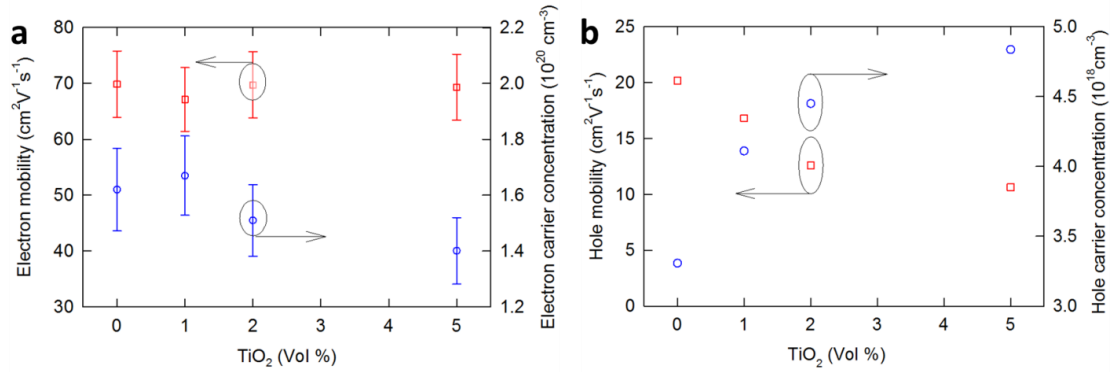 a
80
70
60
50
40
30
Electron mobility (cm²V⁻¹s⁻¹)
2.2
2.0
1.8
1.6
1.4
1.2
Electron carrier concentration (10²⁰ cm⁻³)
0 1 2 3 4 5
TiO₂ (Vol %)
b
25
20
15
10
5
0
Hole mobility (cm²V⁻¹s⁻¹)
5.0
4.5
4.0
3.5
3.0
Hole carrier concentration (10¹⁸cm⁻³)
0 1 2 3 4 5
TiO₂ (Vol %)